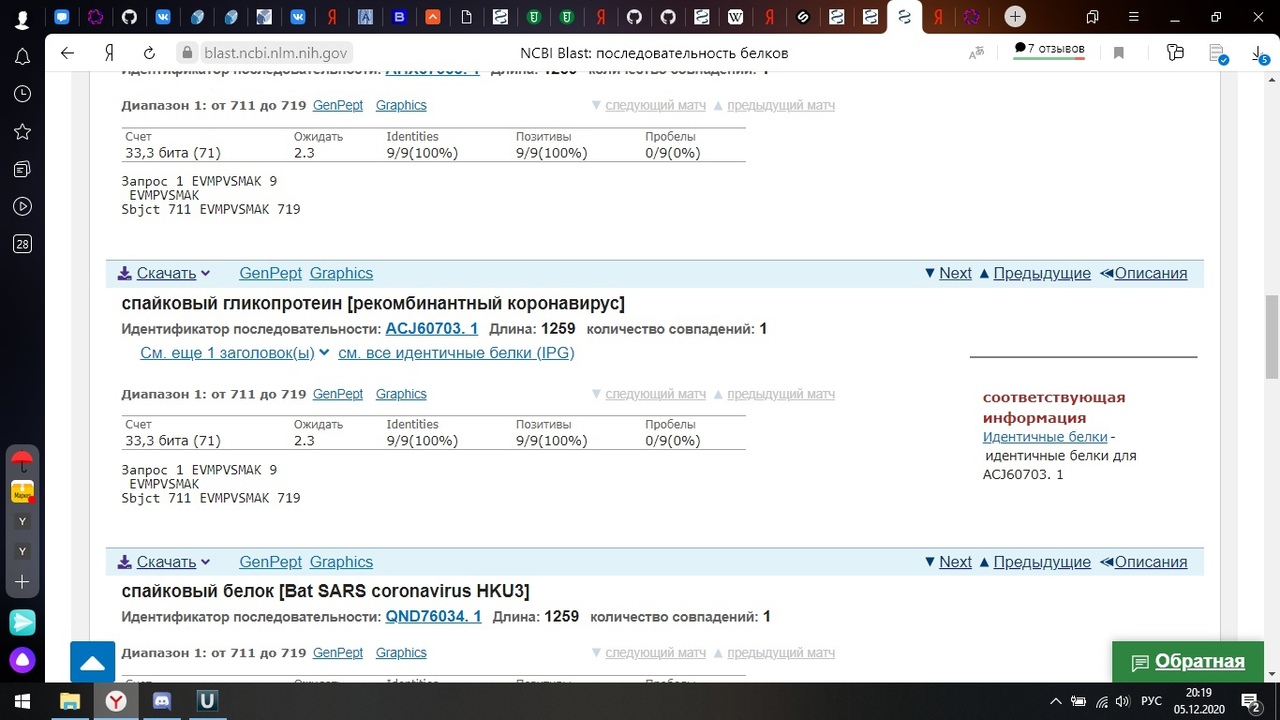 blast.ncbi.nlm.nih.gov
NCBI Blast: последовательность белков
7 отзывов
5
28
Идентификатор последовательности: Длина: 1259 количество совпадений: 1
Диапазон 1: от 711 до 719 GenPept Graphics ▼ следующий матч ▲ предыдущий матч
Счет Ожидать Identities Позитивы Пробелы
33,3 бита (71) 2.3 9/9(100%) 9/9(100%) 0/9(0%)
Запрос 1 EVMPVSMAK 9
EVMPVSMAK
Sbjct 711 EVMPVSMAK 719
Скачать GenPept Graphics ▼ Next ▲ Предыдущие ≪Описания
спайковый гликопротеин [рекомбинантный коронавирус]
Идентификатор последовательности: ACJ60703. 1 Длина: 1259 количество совпадений: 1
См. еще 1 заголовок(ы) см. все идентичные белки (IPG)
Диапазон 1: от 711 до 719 GenPept Graphics ▼ следующий матч ▲ предыдущий матч
Счет Ожидать Identities Позитивы Пробелы
33,3 бита (71) 2.3 9/9(100%) 9/9(100%) 0/9(0%)
Запрос 1 EVMPVSMAK 9
EVMPVSMAK
Sbjct 711 EVMPVSMAK 719
соответствующая
информация
Идентичные белки -
идентичные белки для
ACJ60703. 1
Скачать GenPept Graphics ▼ Next ▲ Предыдущие ≪Описания
спайковый белок [Bat SARS coronavirus HKU3]
Идентификатор последовательности: QND76034. 1 Длина: 1259 количество совпадений: 1
Диапазон 1: от 711 до 719 GenPept Graphics ▼ следующий матч ▲ предыдущий матч
Обратная
Маркет
Y
Y
РУС
20:19
05.12.2020
2